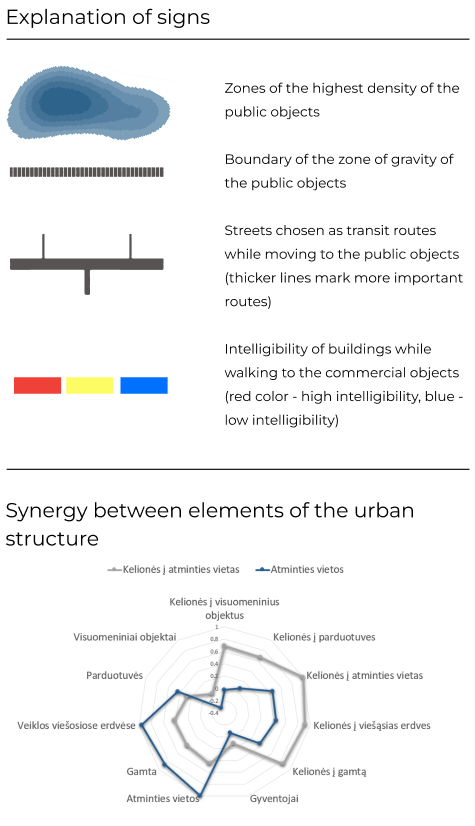 Explanation of signs
Zones of the highest density of the
public objects
Boundary of the zone of gravity of
the public objects
Streets chosen as transit routes
while moving to the public objects
(thicker lines mark more important
routes)
Intelligibility of buildings while
walking to the commercial objects
(red color - high intelligibility, blue -
low intelligibility)
Synergy between elements of the urban
structure
Kelionės į atminties vietas
Atminties vietos
Kelionės į visuomeninius
objektus
Visuomeniniai objektai
Kelionės į parduotuves
Parduotuvės
Kelionės į atminties vietas
Veiklos viešosiose erdvėse
Kelionės į viešąsias erdves
Gamta
Kelionės į gamtą
Atminties vietos
Gyventojai
1
0.8
0.6
0.4
0.2
0
-0.2
-0.4